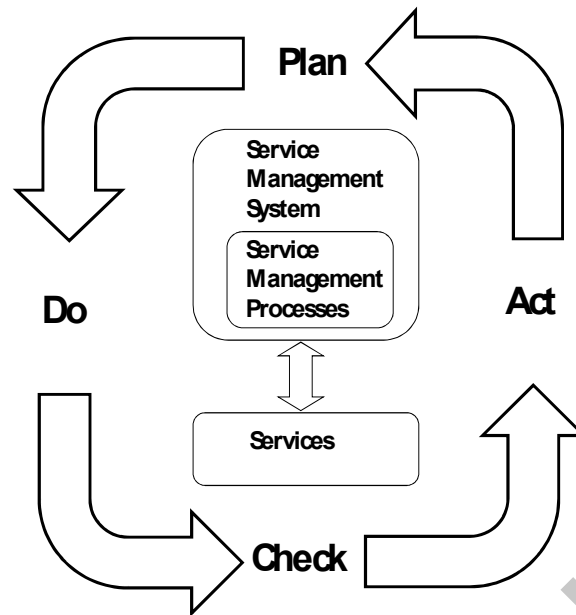 Plan
Service
Management
System
Service
Management
Processes
Do
Act
Services
Check